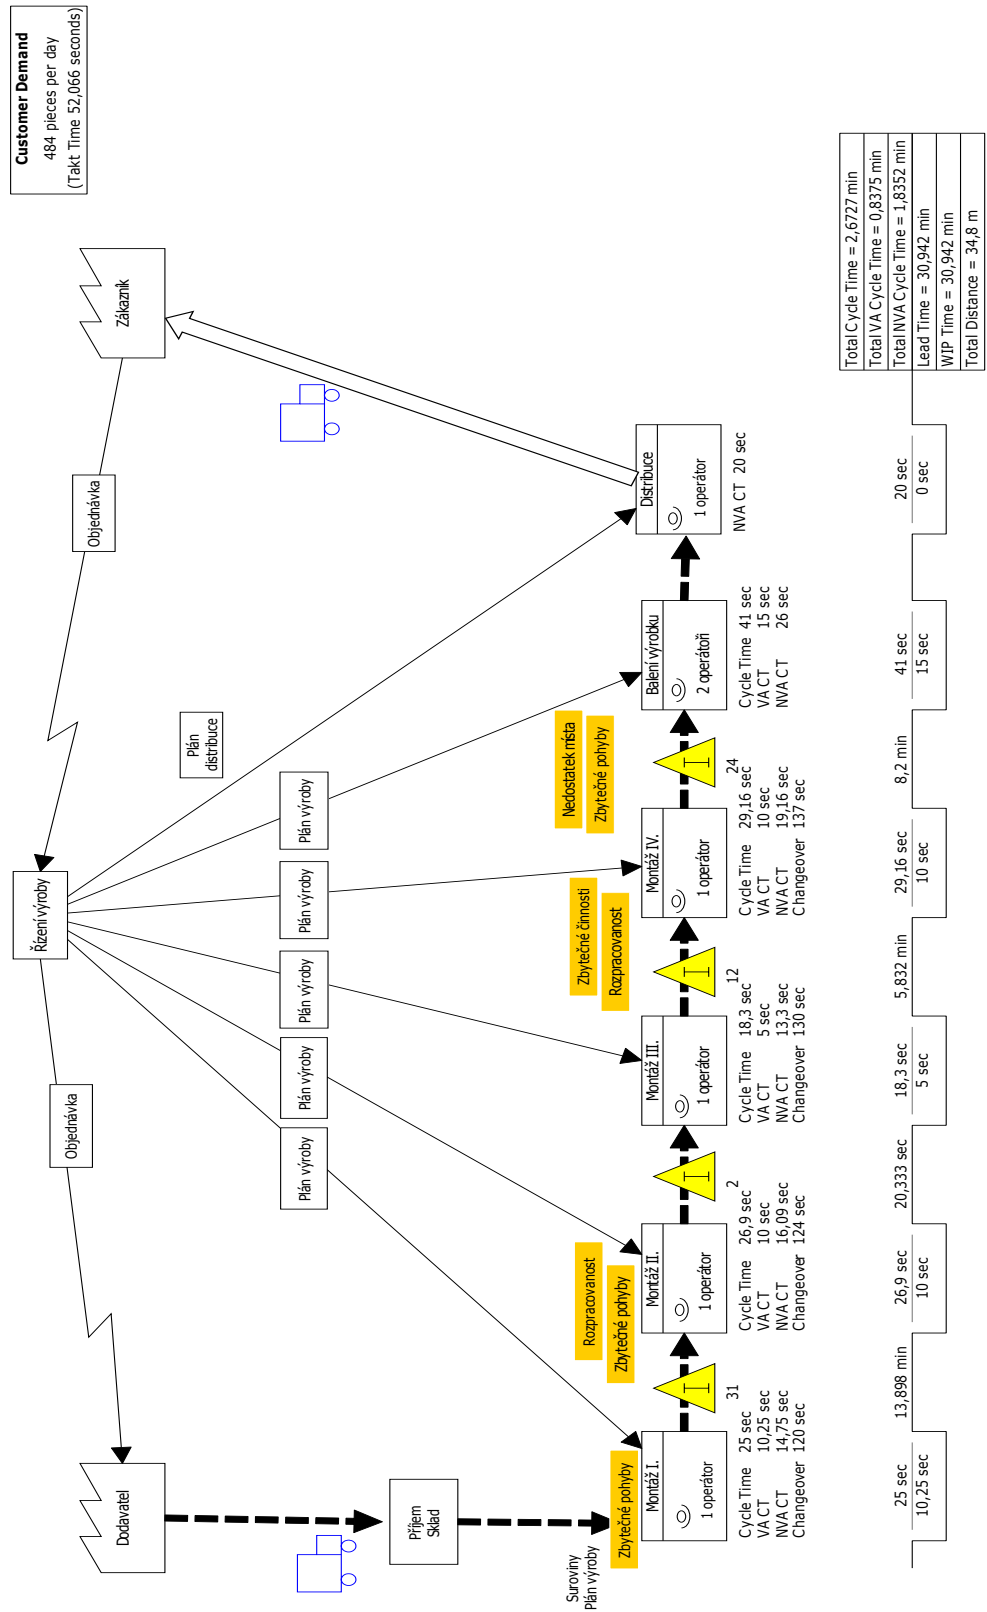 Customer Demand
484 pieces per day
(Takt Time 52,066 seconds)
Dodavatel
Objednávka
Řízení výroby
Objednávka
Zákazník
Příjem
Sklad
Suroviny
Plán výroby
Plán výroby
Plán výroby
Plán výroby
Plán výroby
Plán výroby
Plán
distribuce
Zbytečné pohyby
Rozpracovanost
Zbytečné pohyby
Zbytečné činnosti
Rozpracovanost
Nedostatek místa
Zbytečné pohyby
Montáž I.
1 operátor
Cycle Time 25 sec
VA CT 10,25 sec
NVA CT 14,75 sec
Changeover 120 sec
I
31
Montáž II.
1 operátor
Cycle Time 26,9 sec
VA CT 10 sec
NVA CT 16,09 sec
Changeover 124 sec
I
2
Montáž III.
1 operátor
Cycle Time 18,3 sec
VA CT 5 sec
NVA CT 13,3 sec
Changeover 130 sec
I
12
Montáž IV.
1 operátor
Cycle Time 29,16 sec
VA CT 10 sec
NVA CT 19,16 sec
Changeover 137 sec
I
24
Balení výrobku
2 operátoři
Cycle Time 41 sec
VA CT 15 sec
NVA CT 26 sec
Distribuce
1 operátor
NVA CT 20 sec
25 sec
10,25 sec
13,898 min
26,9 sec
10 sec
20,333 sec
18,3 sec
5 sec
5,832 min
29,16 sec
10 sec
8,2 min
41 sec
15 sec
20 sec
0 sec
Total Cycle Time = 2,6727 min
Total VA Cycle Time = 0,8375 min
Total NVA Cycle Time = 1,8352 min
Lead Time = 30,942 min
WIP Time = 30,942 min
Total Distance = 34,8 m